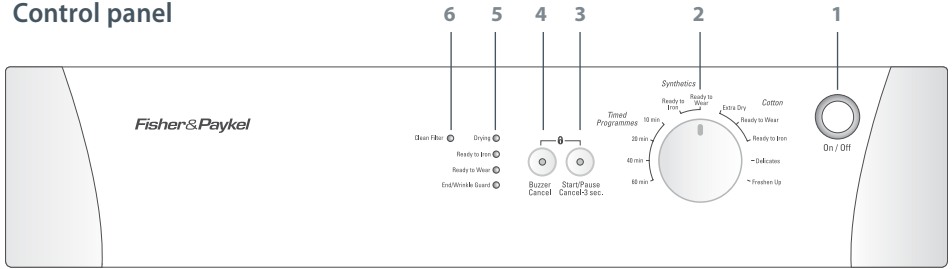 Control panel
6 5 4 3 2 1
Fisher&Paykel
Clean Filter
Drying
Ready to Iron
Ready to Wear
End/Wrinkle Guard
Buzzer
Cancel
Start/Pause
Cancel-3 sec.
Timed
Programmes
10 min
20 min
40 min
60 min
Synthetics
Ready to
Iron
Ready to
Wear
Cotton
Extra Dry
Ready to Wear
Ready to Iron
Delicates
Freshen Up
On / Off